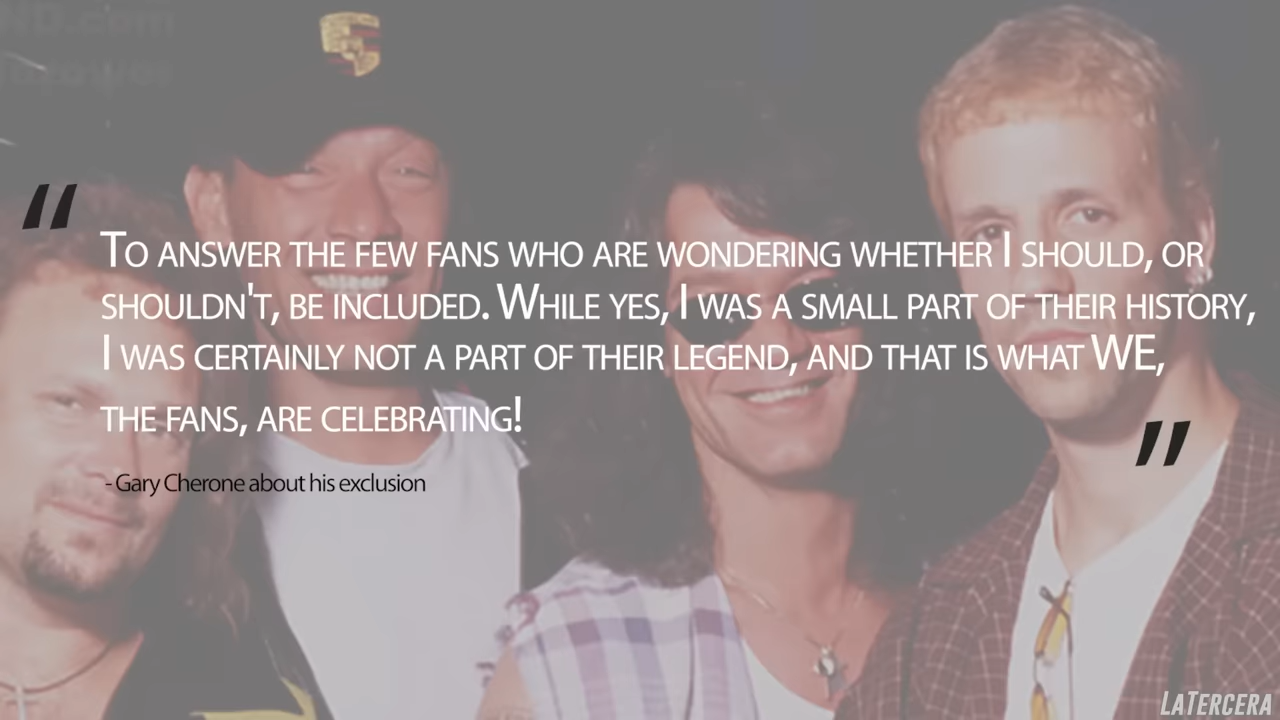 ND.com
“
To answer the few fans who are wondering whether I should, or
shouldn't, be included. While yes, I was a small part of their history,
I was certainly not a part of their legend, and that is what WE,
the fans, are celebrating!
”
- Gary Cherone about his exclusion
LaTercera